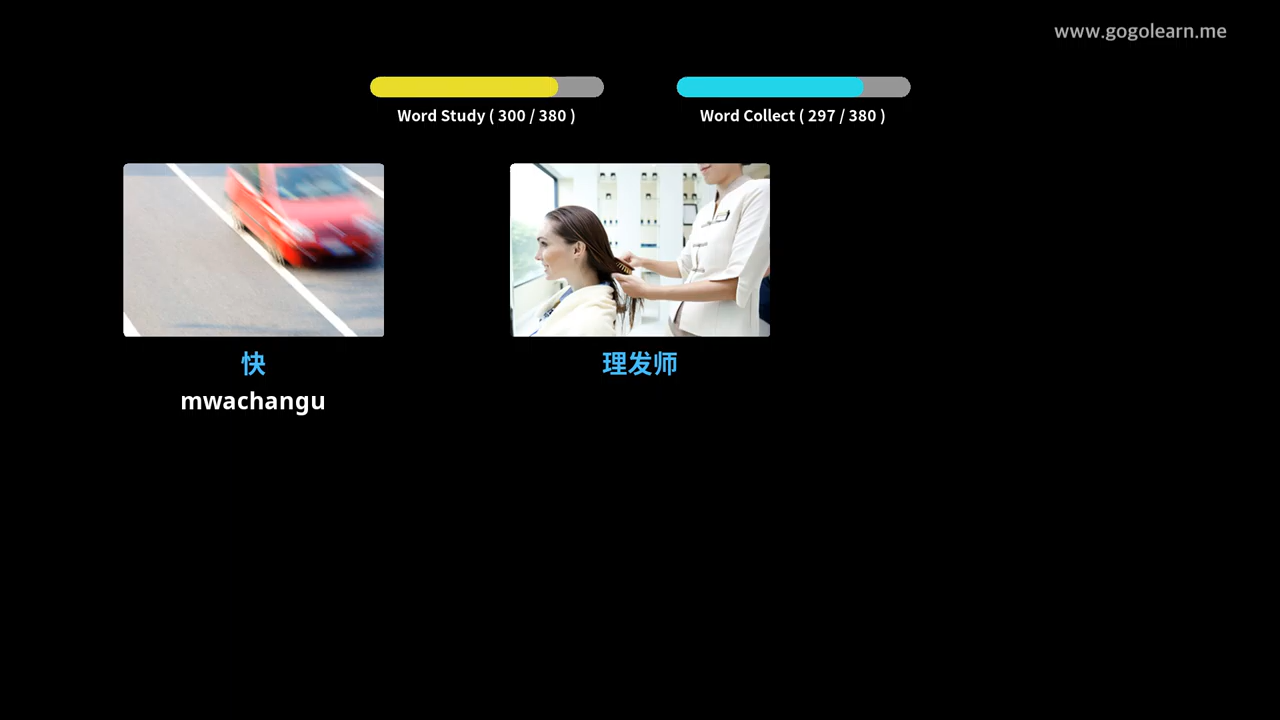 www.gogolearn.me
Word Study ( 300 / 380 )
Word Collect ( 297 / 380 )
快
mwachangu
理发师